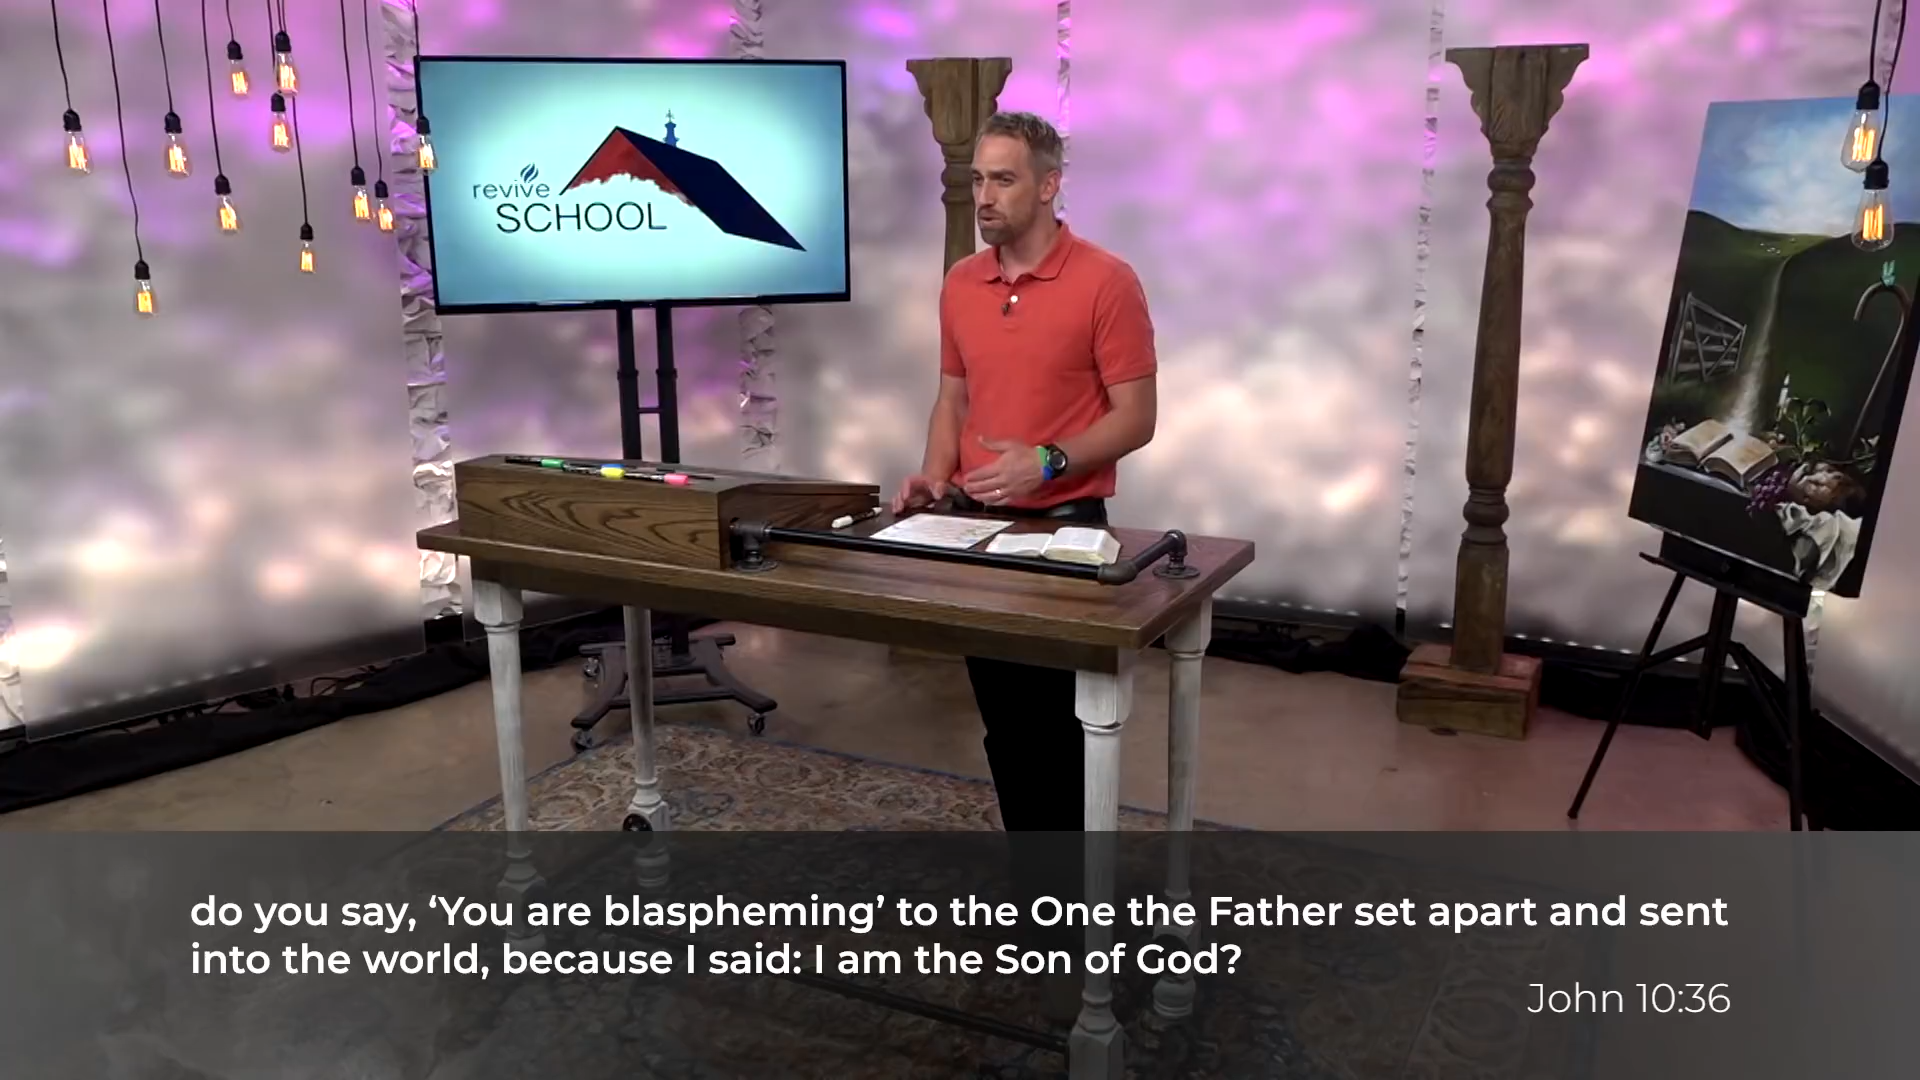 revive
SCHOOL
do you say, ‘You are blaspheming’ to the One the Father set apart and sent
into the world, because I said: I am the Son of God?
John 10:36